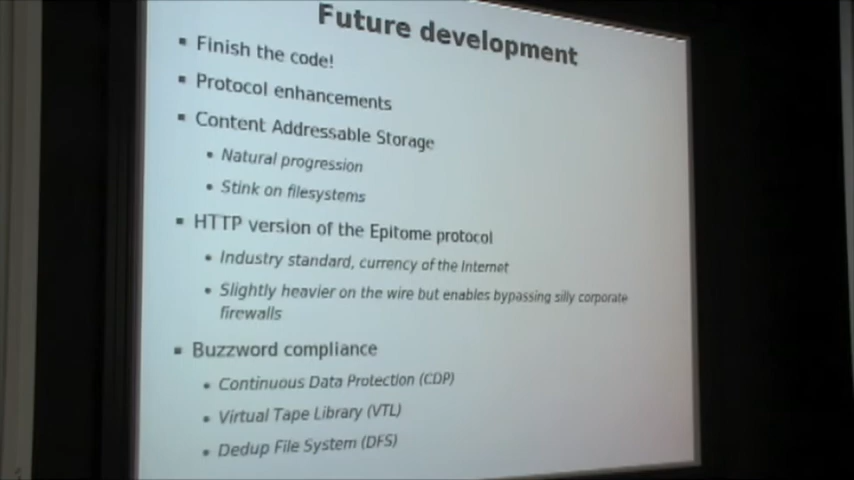 Future development
Finish the code!
Protocol enhancements
Content Addressable Storage
Natural progression
Stink on filesystems
HTTP version of the Epitome protocol
Industry standard, currency of the Internet
Slightly heavier on the wire but enables bypassing silly corporate
firewalls
Buzzword compliance
Continuous Data Protection (CDP)
Virtual Tape Library (VTL)
Dedup File System (DFS)